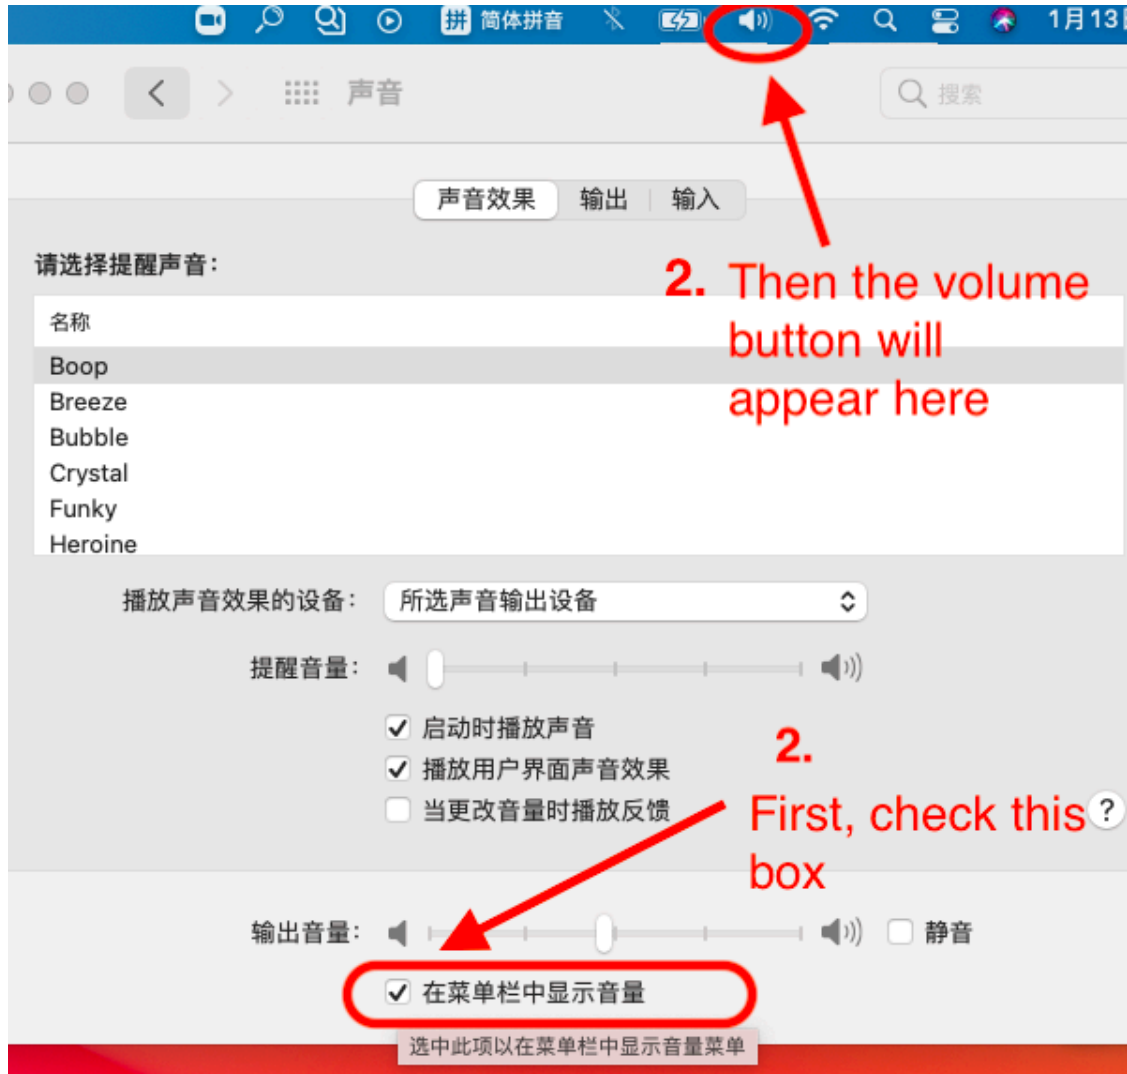 拼 简体拼音 1月13
声音 搜索
声音效果 输出 输入
请选择提醒声音：
名称
Boop
Breeze
Bubble
Crystal
Funky
Heroine
2. Then the volume
button will
appear here
播放声音效果的设备： 所选声音输出设备
提醒音量：
启动时播放声音
播放用户界面声音效果
当更改音量时播放反馈
2.
First, check this ?
box
输出音量： 静音
在菜单栏中显示音量
选中此项以在菜单栏中显示音量菜单